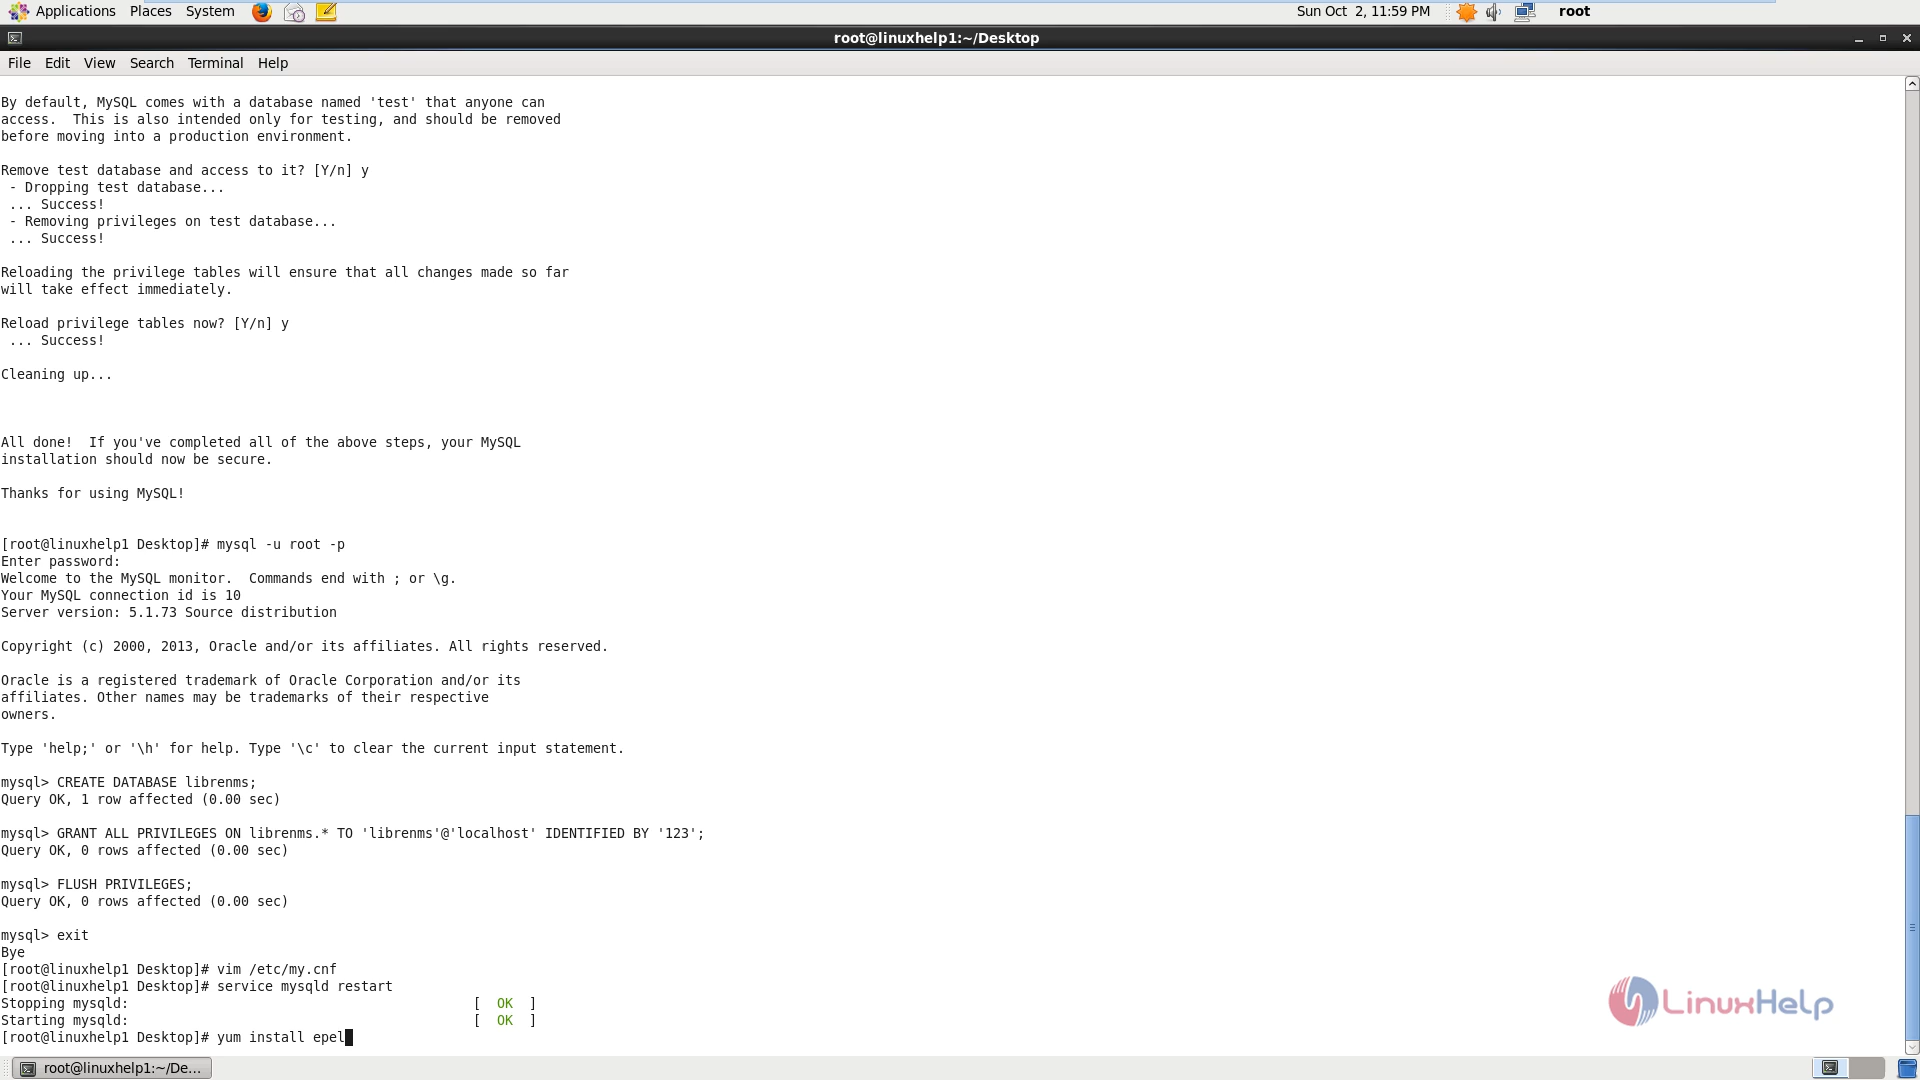 Applications Places System Sun Oct  2, 11:59 PM root
root@linuxhelp1:~/Desktop
File Edit View Search Terminal Help
By default, MySQL comes with a database named 'test' that anyone can
access.  This is also intended only for testing, and should be removed
before moving into a production environment.
Remove test database and access to it? [Y/n] y
 - Dropping test database...
 ... Success!
 - Removing privileges on test database...
 ... Success!
Reloading the privilege tables will ensure that all changes made so far
will take effect immediately.
Reload privilege tables now? [Y/n] y
 ... Success!
Cleaning up...
All done!  If you've completed all of the above steps, your MySQL
installation should now be secure.
Thanks for using MySQL!
[root@linuxhelp1 Desktop]# mysql -u root -p
Enter password:
Welcome to the MySQL monitor.  Commands end with ; or \g.
Your MySQL connection id is 10
Server version: 5.1.73 Source distribution
Copyright (c) 2000, 2013, Oracle and/or its affiliates. All rights reserved.
Oracle is a registered trademark of Oracle Corporation and/or its
affiliates. Other names may be trademarks of their respective
owners.
Type 'help;' or '\h' for help. Type '\c' to clear the current input statement.
mysql> CREATE DATABASE librenms;
Query OK, 1 row affected (0.00 sec)
mysql> GRANT ALL PRIVILEGES ON librenms.* TO 'librenms'@'localhost' IDENTIFIED BY '123';
Query OK, 0 rows affected (0.00 sec)
mysql> FLUSH PRIVILEGES;
Query OK, 0 rows affected (0.00 sec)
mysql> exit
Bye
[root@linuxhelp1 Desktop]# vim /etc/my.cnf
[root@linuxhelp1 Desktop]# service mysqld restart
Stopping mysqld:                                           [  OK  ]
Starting mysqld:                                           [  OK  ]
[root@linuxhelp1 Desktop]# yum install epel
LinuxHelp
root@linuxhelp1:~/De...